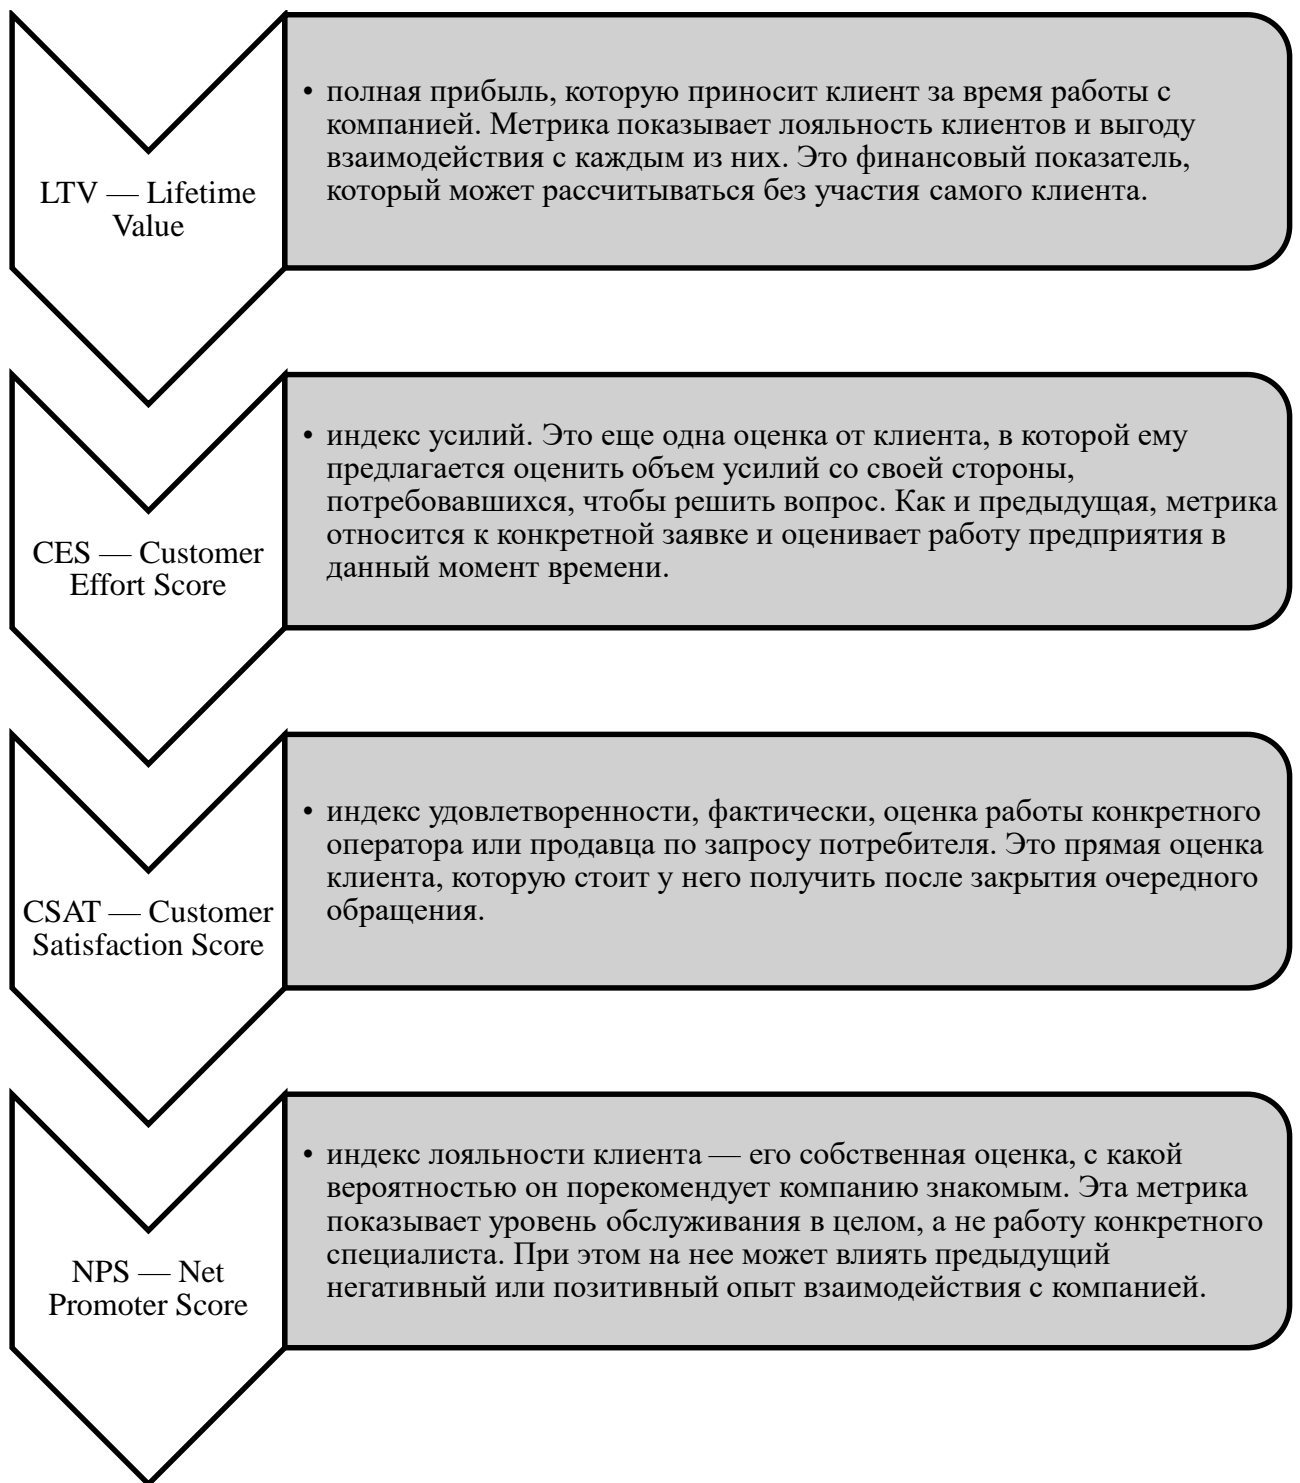 LTV — Lifetime
Value
• полная прибыль, которую приносит клиент за время работы с
компанией. Метрика показывает лояльность клиентов и выгоду
взаимодействия с каждым из них. Это финансовый показатель,
который может рассчитываться без участия самого клиента.
CES — Customer
Effort Score
• индекс усилий. Это еще одна оценка от клиента, в которой ему
предлагается оценить объем усилий со своей стороны,
потребовавшихся, чтобы решить вопрос. Как и предыдущая, метрика
относится к конкретной заявке и оценивает работу предприятия в
данный момент времени.
CSAT — Customer
Satisfaction Score
• индекс удовлетворенности, фактически, оценка работы конкретного
оператора или продавца по запросу потребителя. Это прямая оценка
клиента, которую стоит у него получить после закрытия очередного
обращения.
NPS — Net
Promoter Score
• индекс лояльности клиента — его собственная оценка, с какой
вероятностью он порекомендует компанию знакомым. Эта метрика
показывает уровень обслуживания в целом, а не работу конкретного
специалиста. При этом на нее может влиять предыдущий
негативный или позитивный опыт взаимодействия с компанией.